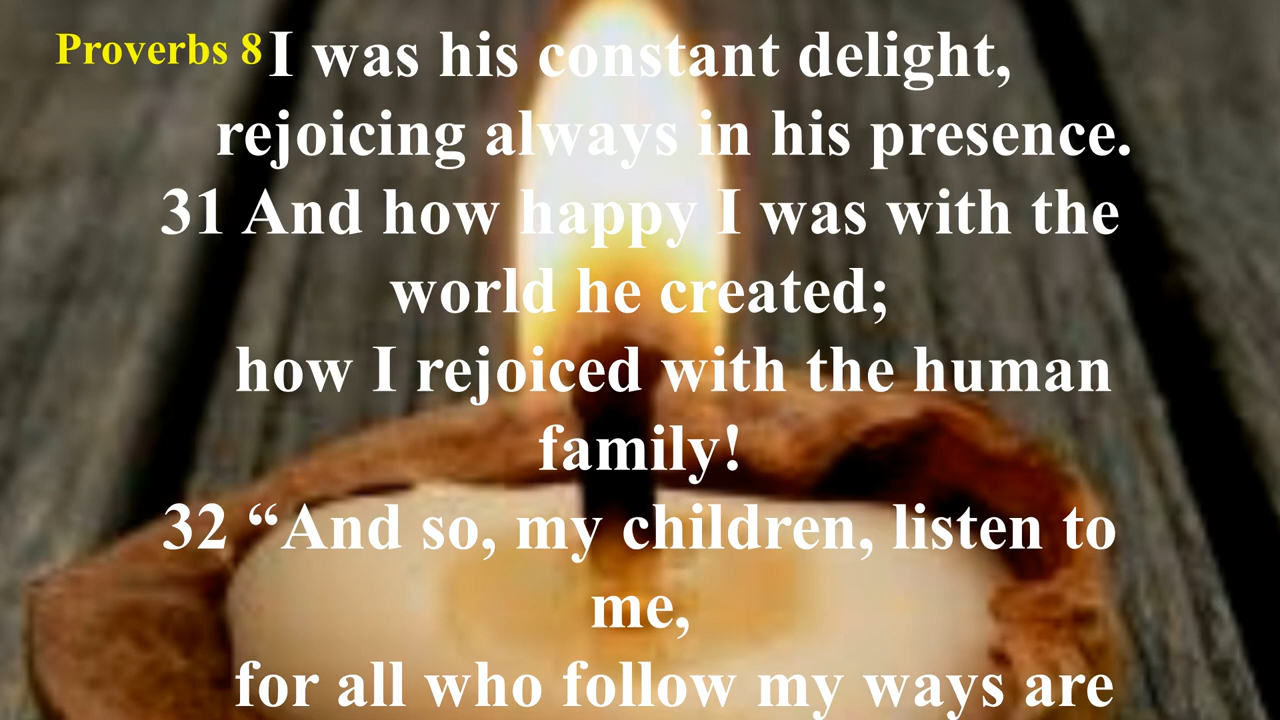 Proverbs 8 I was his constant delight,
rejoicing always in his presence.
31 And how happy I was with the
world he created;
how I rejoiced with the human
family!
32 “And so, my children, listen to
me,
for all who follow my ways are